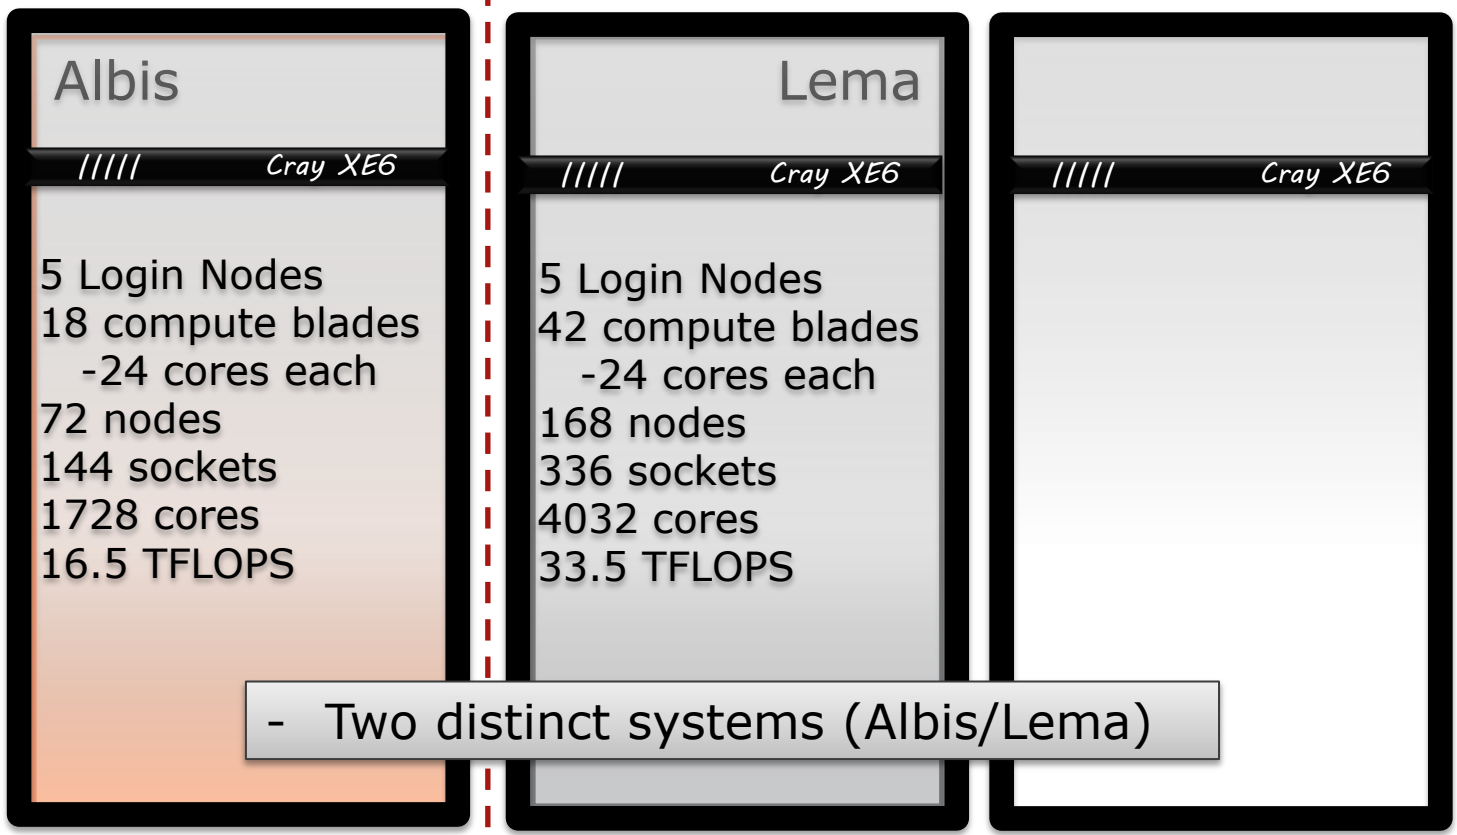 Albis
///// Cray XE6
5 Login Nodes
18 compute blades
-24 cores each
72 nodes
144 sockets
1728 cores
16.5 TFLOPS
Lema
///// Cray XE6
5 Login Nodes
42 compute blades
-24 cores each
168 nodes
336 sockets
4032 cores
33.5 TFLOPS
///// Cray XE6
- Two distinct systems (Albis/Lema)